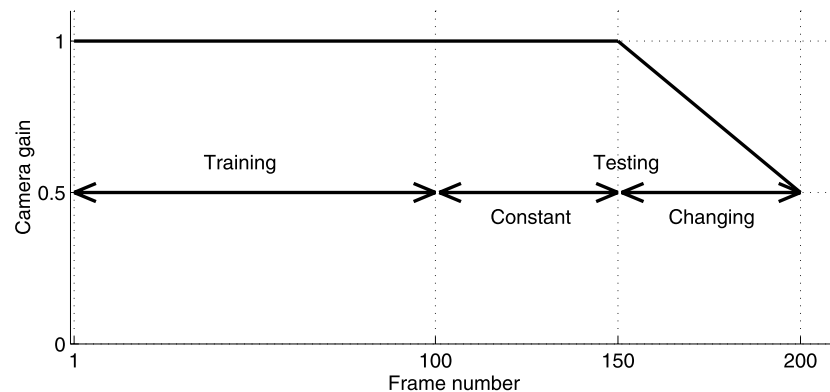 1
Training
Testing
0.5
Constant
Changing
0
1
100
150
200
Frame number
Camera gain